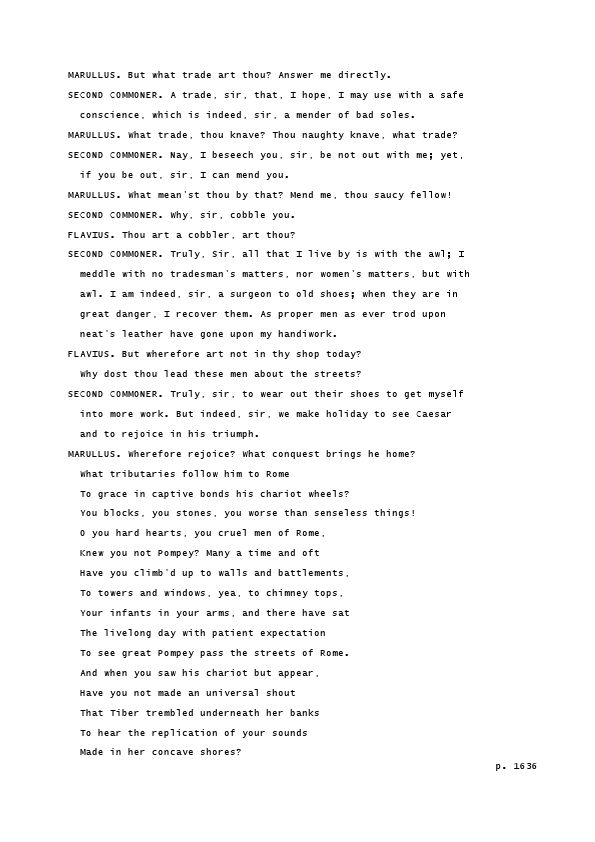 MARULLUS. But what trade art thou? Answer me directly.
SECOND COMMONER. A trade, sir, that, I hope, I may use with a safe
conscience, which is indeed, sir, a mender of bad soles.
MARULLUS. What trade, thou knave? Thou naughty knave, what trade?
SECOND COMMONER. Nay, I beseech you, sir, be not out with me; yet,
if you be out, sir, I can mend you.
MARULLUS. What mean'st thou by that? Mend me, thou saucy fellow!
SECOND COMMONER. Why, sir, cobble you.
FLAVIUS. Thou art a cobbler, art thou?
SECOND COMMONER. Truly, Sir, all that I live by is with the awl; I
meddle with no tradesman's matters, nor women's matters, but with
awl. I am indeed, sir, a surgeon to old shoes; when they are in
great danger, I recover them. As proper men as ever trod upon
neat's leather have gone upon my handiwork.
FLAVIUS. But wherefore art not in thy shop today?
Why dost thou lead these men about the streets?
SECOND COMMONER. Truly, sir, to wear out their shoes to get myself
into more work. But indeed, sir, we make holiday to see Caesar
and to rejoice in his triumph.
MARULLUS. Wherefore rejoice? What conquest brings he home?
What tributaries follow him to Rome
To grace in captive bonds his chariot wheels?
You blocks, you stones, you worse than senseless things!
O you hard hearts, you cruel men of Rome,
Knew you not Pompey? Many a time and oft
Have you climb'd up to walls and battlements,
To towers and windows, yea, to chimney tops,
Your infants in your arms, and there have sat
The livelong day with patient expectation
To see great Pompey pass the streets of Rome.
And when you saw his chariot but appear,
Have you not made an universal shout
That Tiber trembled underneath her banks
To hear the replication of your sounds
Made in her concave shores?
p. 1636